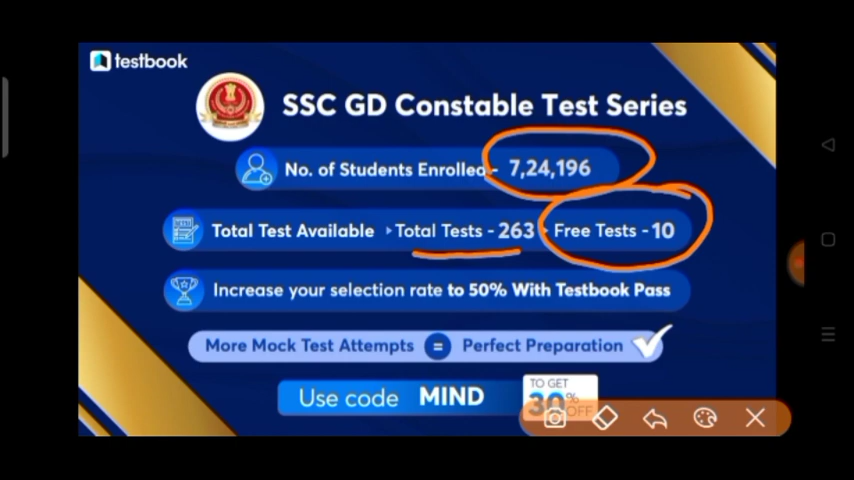 testbook
SSC GD Constable Test Series
No. of Students Enrolled - 7,24,196
Total Test Available Total Tests - 263 Free Tests - 10
Increase your selection rate to 50% With Testbook Pass
More Mock Test Attempts = Perfect Preparation
Use code MIND
TO GET
30% OFF